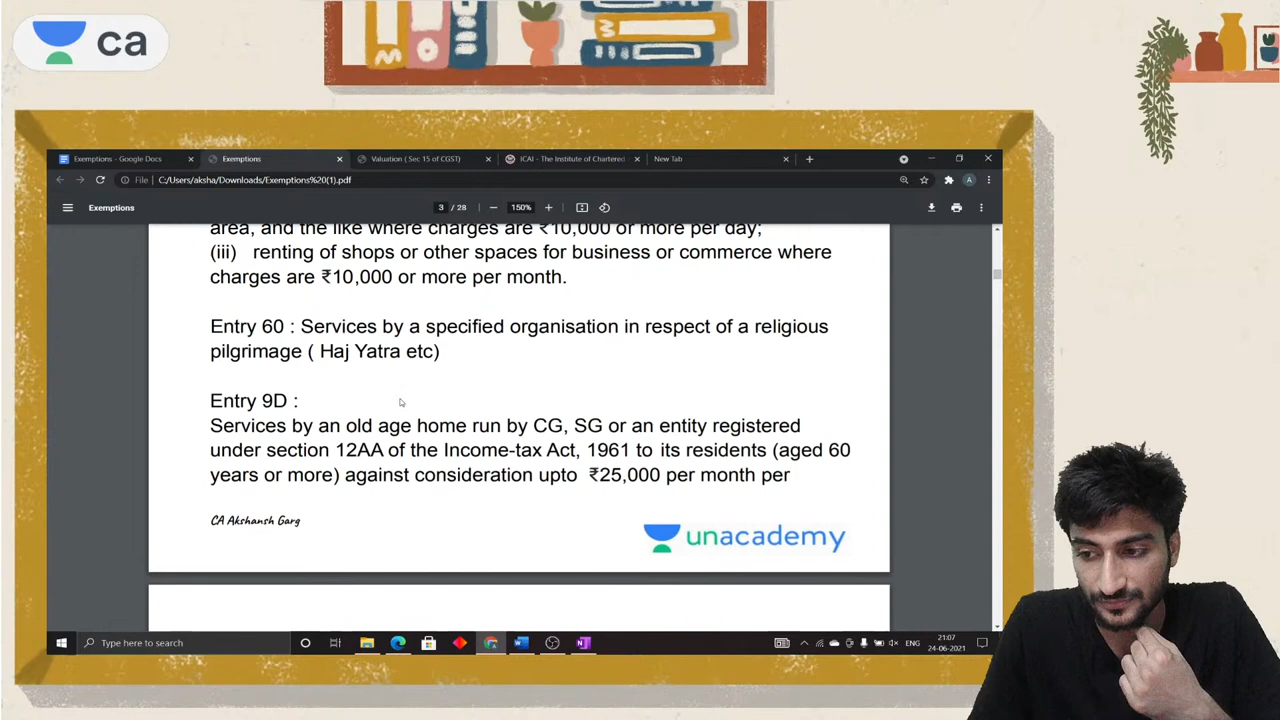 ca
Exemptions - Google Docs
Exemptions
Valuation ( Sec 15 of CGST)
ICAI - The Institute of Chartered
New Tab
File
C:/Users/aksha/Downloads/Exemptions%20(1).pdf
A
Exemptions
3 / 28
150%
area, and the like where charges are ₹10,000 or more per day;
(iii) renting of shops or other spaces for business or commerce where
charges are ₹10,000 or more per month.
Entry 60 : Services by a specified organisation in respect of a religious
pilgrimage ( Haj Yatra etc)
Entry 9D :
Services by an old age home run by CG, SG or an entity registered
under section 12AA of the Income-tax Act, 1961 to its residents (aged 60
years or more) against consideration upto ₹25,000 per month per
CA Akshansh Garg
unacademy
Type here to search
ENG
21:07
24-06-2021